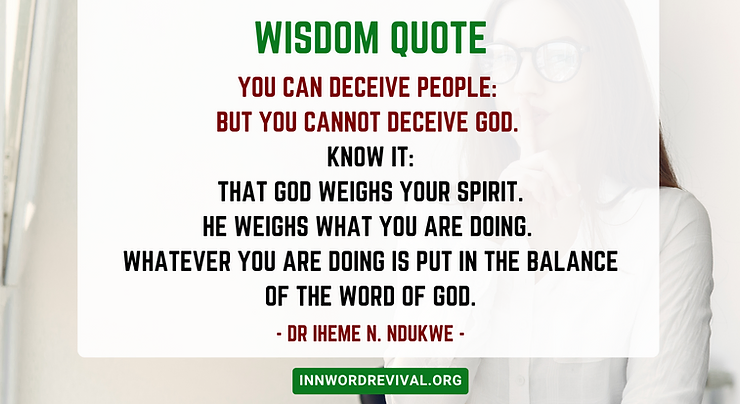 WISDOM QUOTE
YOU CAN DECEIVE PEOPLE:
BUT YOU CANNOT DECEIVE GOD.
KNOW IT:
THAT GOD WEIGHS YOUR SPIRIT.
HE WEIGHS WHAT YOU ARE DOING.
WHATEVER YOU ARE DOING IS PUT IN THE BALANCE
OF THE WORD OF GOD.
- DR IHEME N. NDUKWE -
INNWORDREVIVAL.ORG